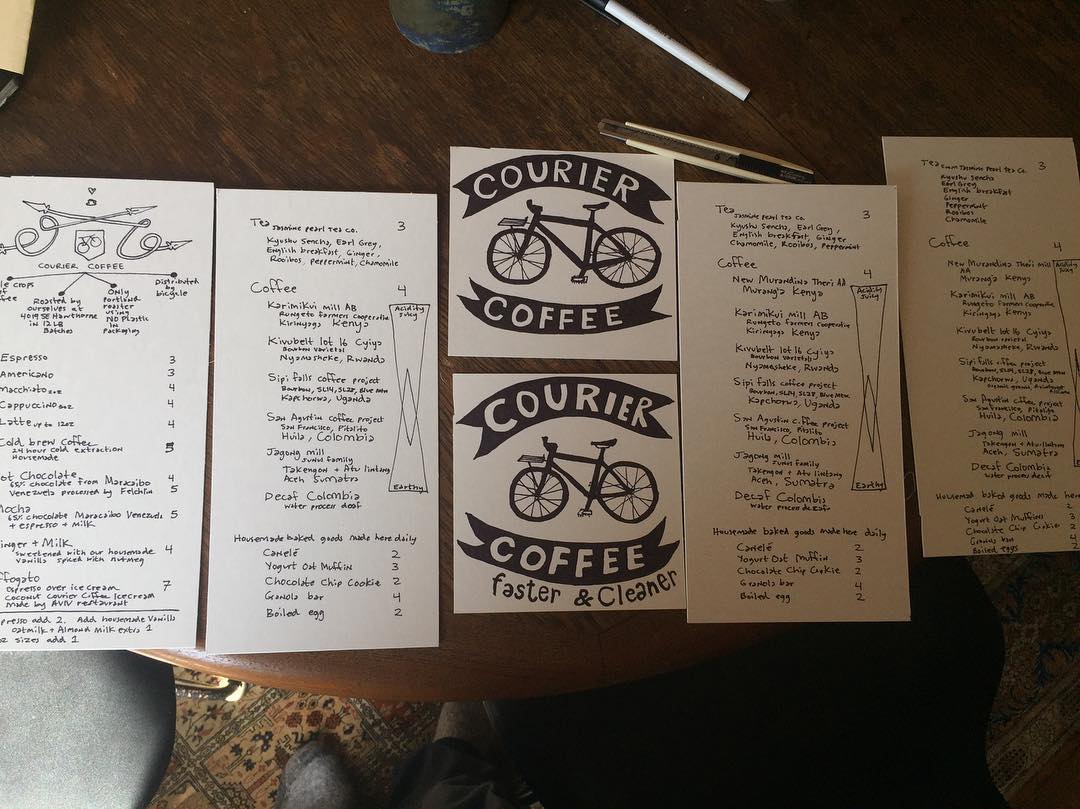 COURIER COFFEE
Distributed
by
bicycle
Roasted by
ourselves at
4019 SE Hawthorne
in 12 LB
Batches
Only
portland
roaster
using
NO Plastic
In
Packaging
Espresso 3
Americano 3
Macchiato 2oz 4
Cappuccino 4
Latte up to 12oz 4
Cold brew Coffee 5
24 hour cold extraction
Housemade
Hot Chocolate 4
65% chocolate from Maracaibo
Venezuela processed by Felchlin 5
Mocha
65% chocolate Maracaibo Venezuela 5
+ espresso + Milk
Ginger + Milk 4
sweetened with our housemade
vanilla spiced with nutmeg
Affogato 7
espresso over ice cream
Coconut Courier Coffee Icecream
made by AVIV restaurant
espresso add 2. Add housemade Vanilla
oatmilk + Almond Milk extra 1
oz sizes add 1
Tea Jasmine Pearl Tea Co. 3
Kyushu Sencha, Earl Grey,
English breakfast, Ginger,
Rooibos, peppermint, Chamomile
Coffee 4
Karimikui mill AB
Rungeto farmers cooperative
Kirinyaga Kenya
Kivubelt lot 16 Cyiya
Bourbon varietal
Nyamasheke, Rwanda
Sipi falls coffee project
Bourbon, SL14, SL28, Blue Mtn.
Kapchorwa, Uganda
San Agustin coffee project
San Francisco, Pitalito
Huila, Colombia
Jagong mill
Junus family
Takengon + Atu lintang
Aceh, Sumatra
Decaf Colombia
water process decaf
Acidity
Juicy
Earthy
Housemade baked goods made here daily
Canelé 2
Yogurt Oat Muffin 3
Chocolate Chip Cookie 2
Granola bar 4
Boiled egg 2
COURIER
COFFEE
COURIER
COFFEE
faster & Cleaner
Tea Jasmine Pearl Tea Co. 3
Kyushu Sencha, Earl Grey,
English breakfast, Ginger
Chamomile, Rooibos, Peppermint
Coffee 4
New Murandina Theri AA
Murang'a Kenya
Karimikui mill AB
Rungeto farmers cooperative
Kirinyaga Kenya
Kivubelt lot 16 Cyiya
Bourbon varietals
Nyamasheke, Rwanda
Sipi falls coffee project
Bourbon, SL14, SL28, Blue Mtn.
Kapchorwa, Uganda
San Agustin coffee project
San Francisco, Pitalito
Huila, Colombia
Jagong mill
Junus family
Takengon + Atu lintang
Aceh, Sumatra
Decaf Colombia
water process decaf
Acidity
Juicy
Earthy
Housemade baked goods made here daily
Canelé 2
Yogurt Oat Muffin 3
Chocolate Chip Cookie 2
Granola bar 4
Boiled egg 2
Tea Jasmine Pearl Tea Co. 3
Kyushu Sencha
Earl Grey
English breakfast
Ginger
Peppermint
Rooibos
Chamomile
Coffee 4
New Murandina Theri mill
AA
Murang'a Kenya
Karimikui mill AB
Rungeto farmers cooperative
Kirinyaga Kenya
Kivubelt lot 16 Cyiya
Bourbon varietal
Nyamasheke, Rwanda
Sipi falls coffee project
Bourbon, SL14, SL28, Blue Mtn.
Kapchorwa, Uganda
San Agustin coffee project
San Francisco, Pitalito
Huila, Colombia
Jagong mill
Takengon + Atu lintang
Aceh, Sumatra
Decaf Colombia
water process decaf
Acidity
Juicy
Housemade baked goods made here
Canelé 2
Yogurt Oat Muffins 3
Chocolate Chip Cookie 2
Granola bar 4
Boiled eggs 2